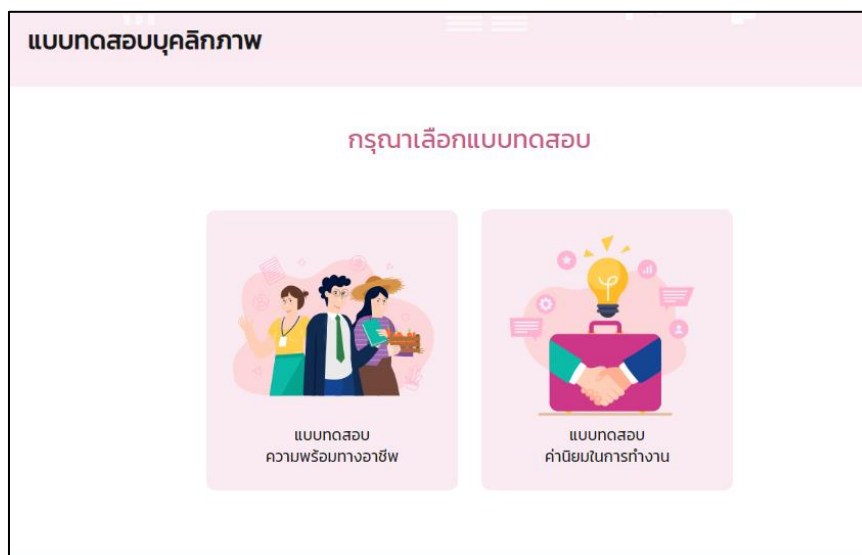 แบบทดสอบบุคลิกภาพ
กรุณาเลือกแบบทดสอบ
แบบทดสอบ
ความพร้อมทางอาชีพ
แบบทดสอบ
ค่านิยมในการทำงาน